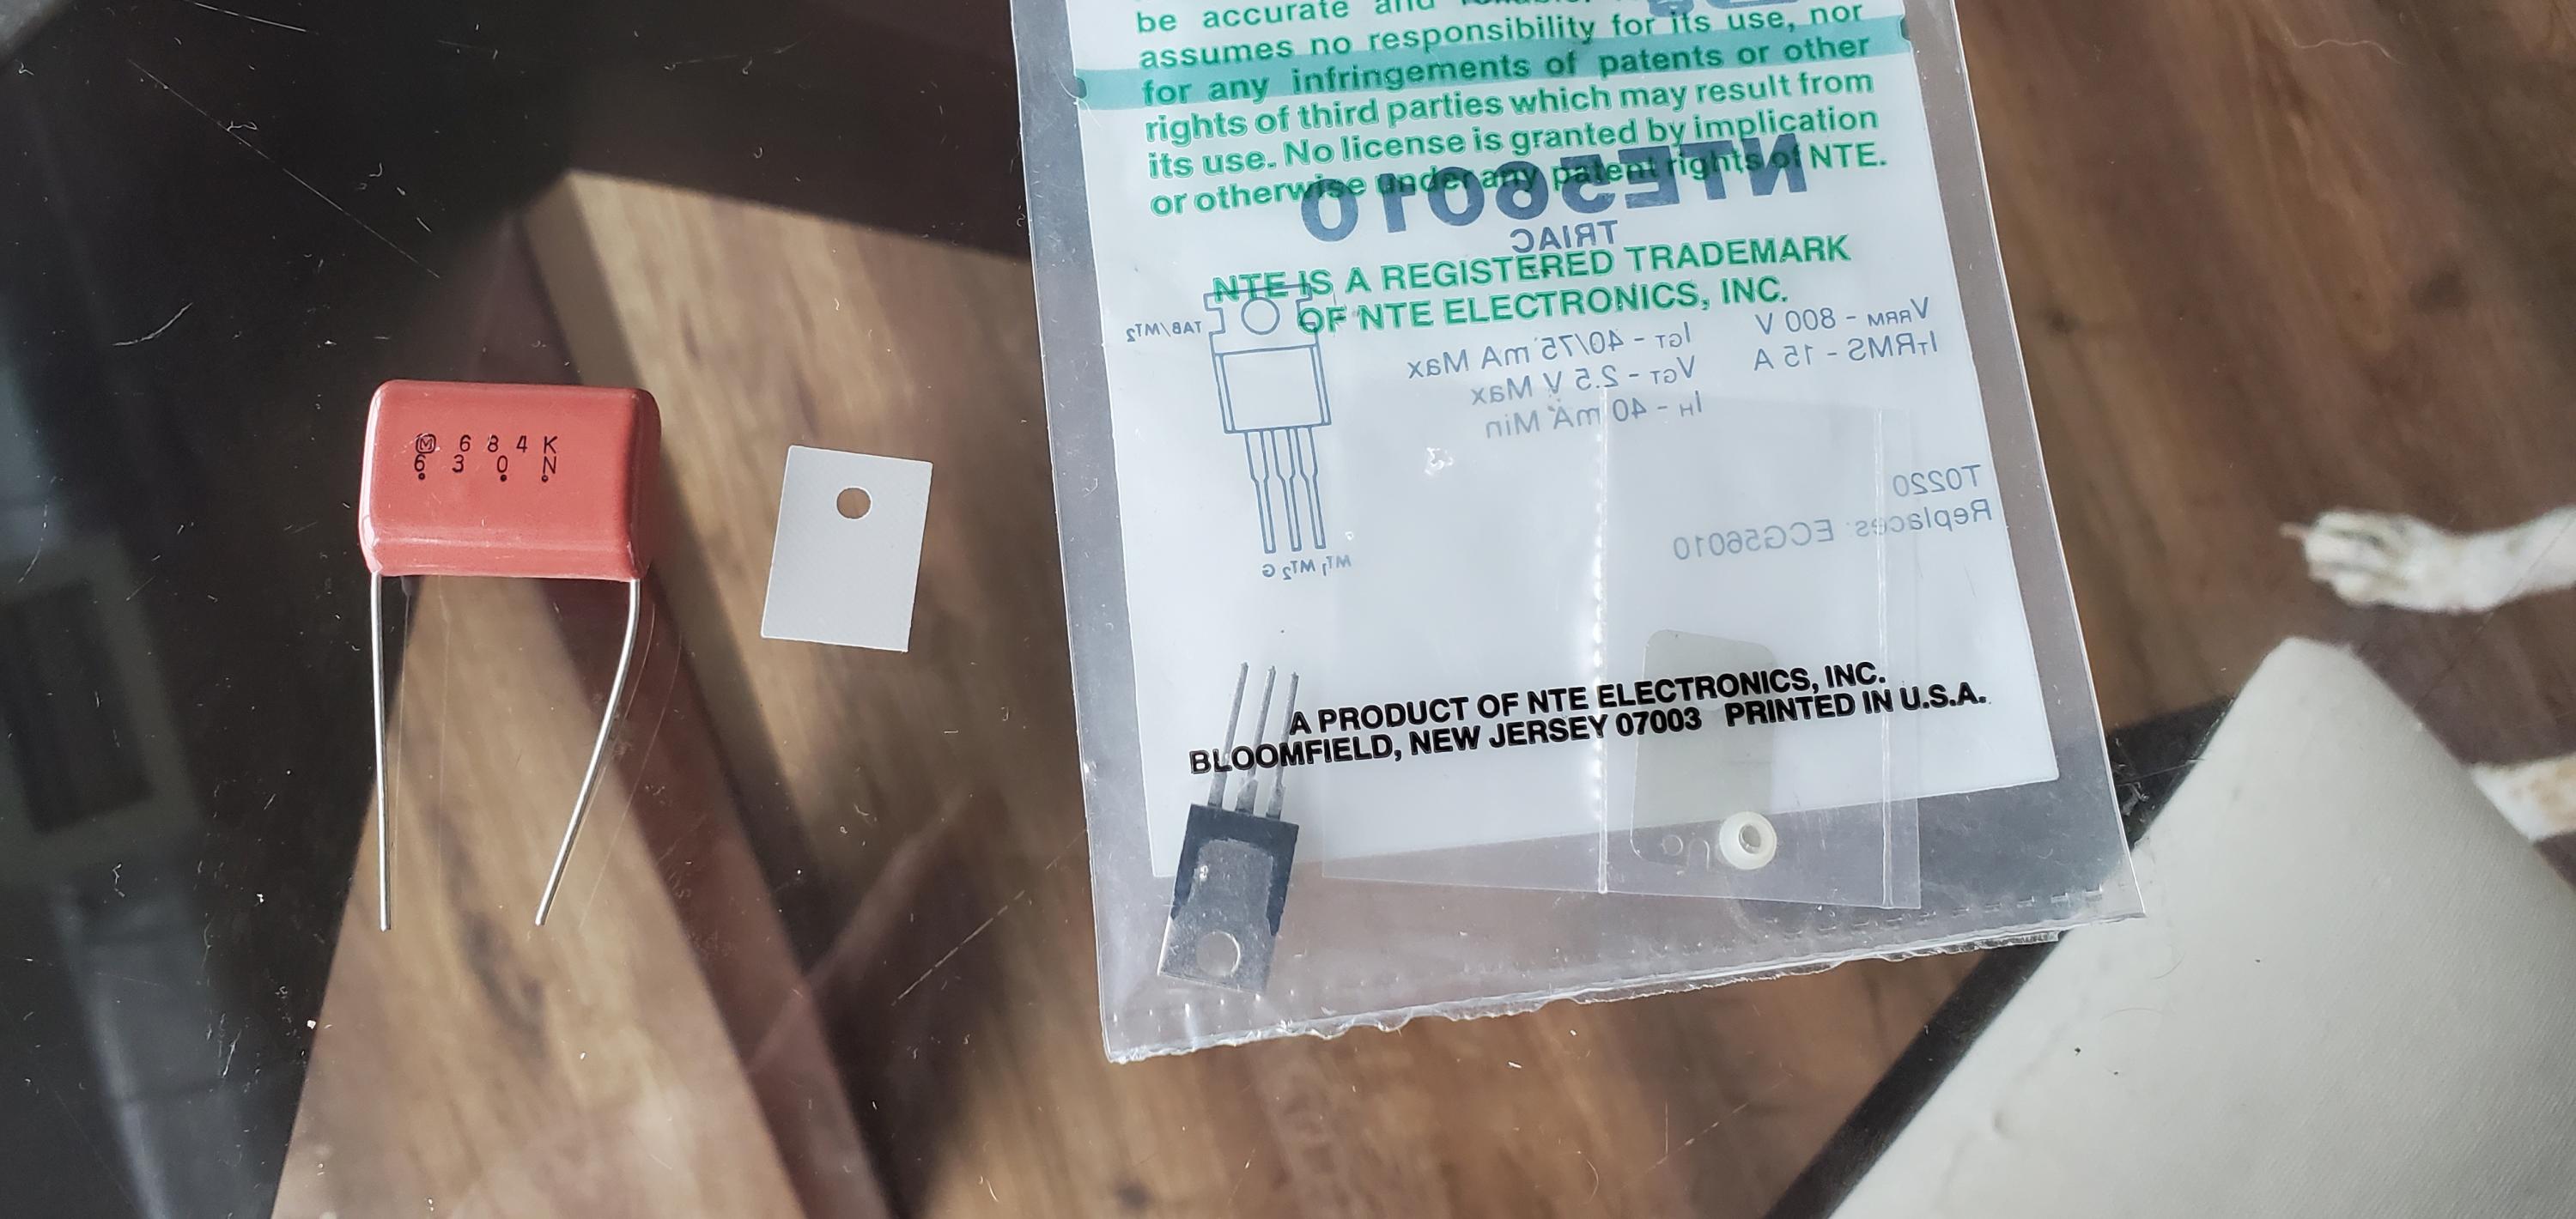 M 684K
630N
be accurate and
assumes no responsibility for its use, nor
for any infringements of patents or other
rights of third parties which may result from
its use. No license is granted by implication
or otherwise under any patent rights of NTE.
NTE56010
TRIAC
NTE IS A REGISTERED TRADEMARK
OF NTE ELECTRONICS, INC.
TAB/MT2
VRRM - 800 V
ITRMS - 15 A
IGT - 40/75 mA Max
VGT - 2.5 V Max
IH - 40 mA Min
TO220
Replaces: ECG56010
MT1 MT2 G
A PRODUCT OF NTE ELECTRONICS, INC.
BLOOMFIELD, NEW JERSEY 07003 PRINTED IN U.S.A.